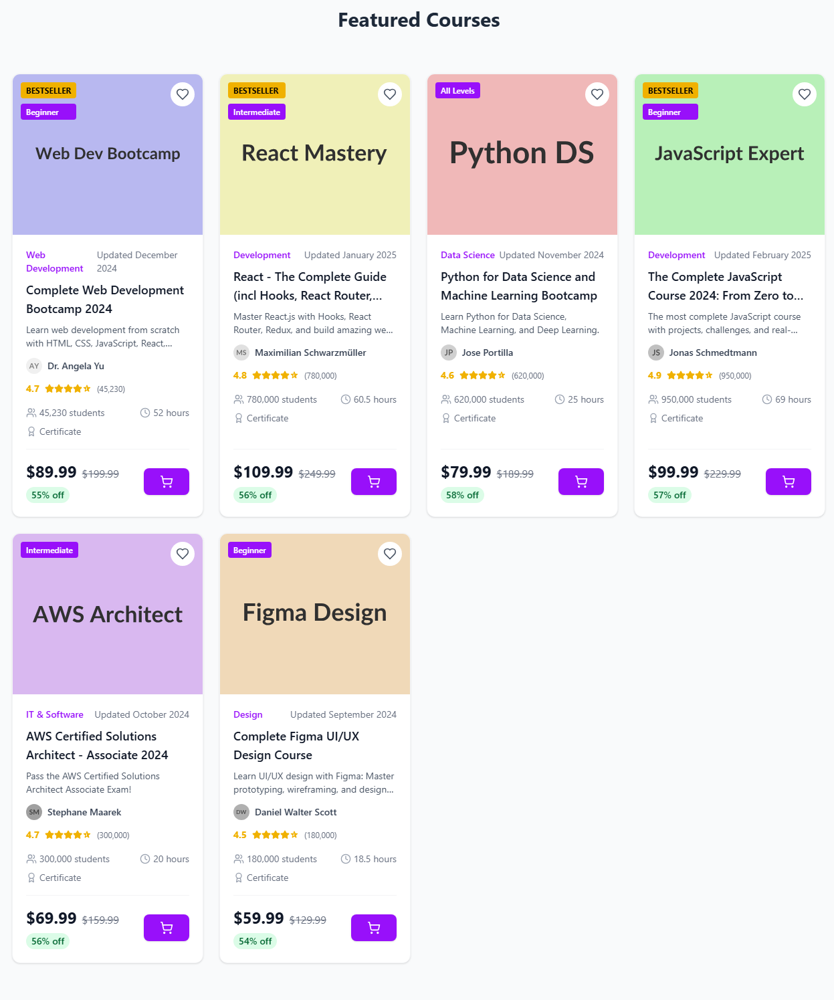 Featured Courses
BESTSELLER
Beginner
Web Dev Bootcamp
Web
Development
Updated December
2024
Complete Web Development
Bootcamp 2024
Learn web development from scratch
with HTML, CSS, JavaScript, React,...
AY
Dr. Angela Yu
4.7
(45,230)
45,230 students
52 hours
Certificate
$89.99 $199.99
55% off
BESTSELLER
Intermediate
React Mastery
Development
Updated January 2025
React - The Complete Guide
(incl Hooks, React Router,...
Master React.js with Hooks, React
Router, Redux, and build amazing we...
MS
Maximilian Schwarzmüller
4.8
(780,000)
780,000 students
60.5 hours
Certificate
$109.99 $249.99
56% off
All Levels
Python DS
Data Science
Updated November 2024
Python for Data Science and
Machine Learning Bootcamp
Learn Python for Data Science,
Machine Learning, and Deep Learning.
JP
Jose Portilla
4.6
(620,000)
620,000 students
25 hours
Certificate
$79.99 $189.99
58% off
BESTSELLER
Beginner
JavaScript Expert
Development
Updated February 2025
The Complete JavaScript
Course 2024: From Zero to...
The most complete JavaScript course
with projects, challenges, and real-...
JS
Jonas Schmedtmann
4.9
(950,000)
950,000 students
69 hours
Certificate
$99.99 $229.99
57% off
Intermediate
AWS Architect
IT & Software
Updated October 2024
AWS Certified Solutions
Architect - Associate 2024
Pass the AWS Certified Solutions
Architect Associate Exam!
SM
Stephane Maarek
4.7
(300,000)
300,000 students
20 hours
Certificate
$69.99 $159.99
56% off
Beginner
Figma Design
Design
Updated September 2024
Complete Figma UI/UX
Design Course
Learn UI/UX design with Figma: Master
prototyping, wireframing, and design...
DW
Daniel Walter Scott
4.5
(180,000)
180,000 students
18.5 hours
Certificate
$59.99 $129.99
54% off